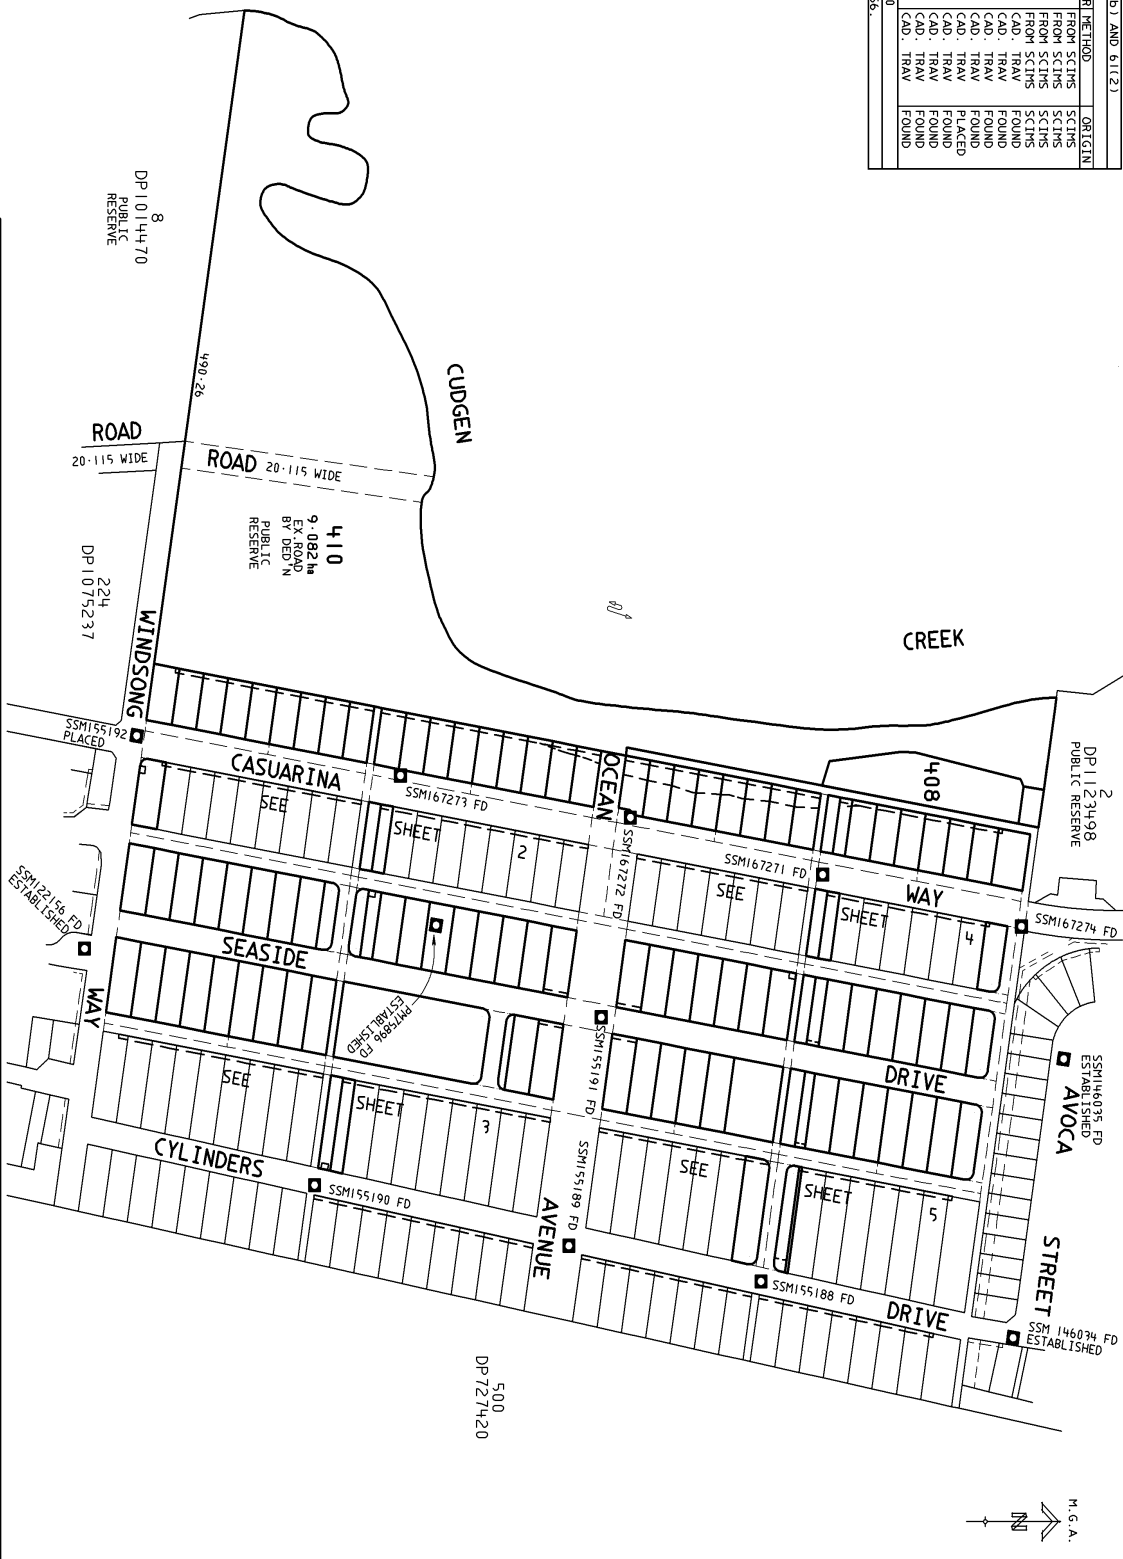 b) AND 61(2)
R METHOD ORIGIN
FROM SCIMS SCIMS
FROM SCIMS SCIMS
FROM SCIMS SCIMS
FROM SCIMS SCIMS
CAD. TRAV FOUND
CAD. TRAV FOUND
CAD. TRAV FOUND
CAD. TRAV FOUND
CAD. TRAV PLACED
CAD. TRAV FOUND
CAD. TRAV FOUND
CAD. TRAV FOUND
CAD. TRAV FOUND
0
56.
8
DP1014470
PUBLIC
RESERVE
490·26
CUDGEN
CREEK
ROAD
20·115 WIDE
ROAD 20·115 WIDE
410
9·082 ha
EX.ROAD
BY DED'N
PUBLIC
RESERVE
224
DP1075237
WINDSONG
WAY
SSM155192
PLACED
CASUARINA
WAY
SEE
SHEET
2
SSM167273 FD
OCEAN
AVENUE
SSM167272 FD
SSM167271 FD
408
2
DP1123498
PUBLIC RESERVE
SEE
SHEET
4
SSM167274 FD
SSM122156 FD
ESTABLISHED
SEASIDE
DRIVE
PM75896 FD
ESTABLISHED
SSM155191 FD
SSM146035 FD
ESTABLISHED
AVOCA
STREET
SEE
SHEET
3
SEE
SHEET
5
CYLINDERS
DRIVE
SSM155190 FD
SSM155189 FD
SSM155188 FD
SSM 146034 FD
ESTABLISHED
500
DP727420
M.G.A.
N